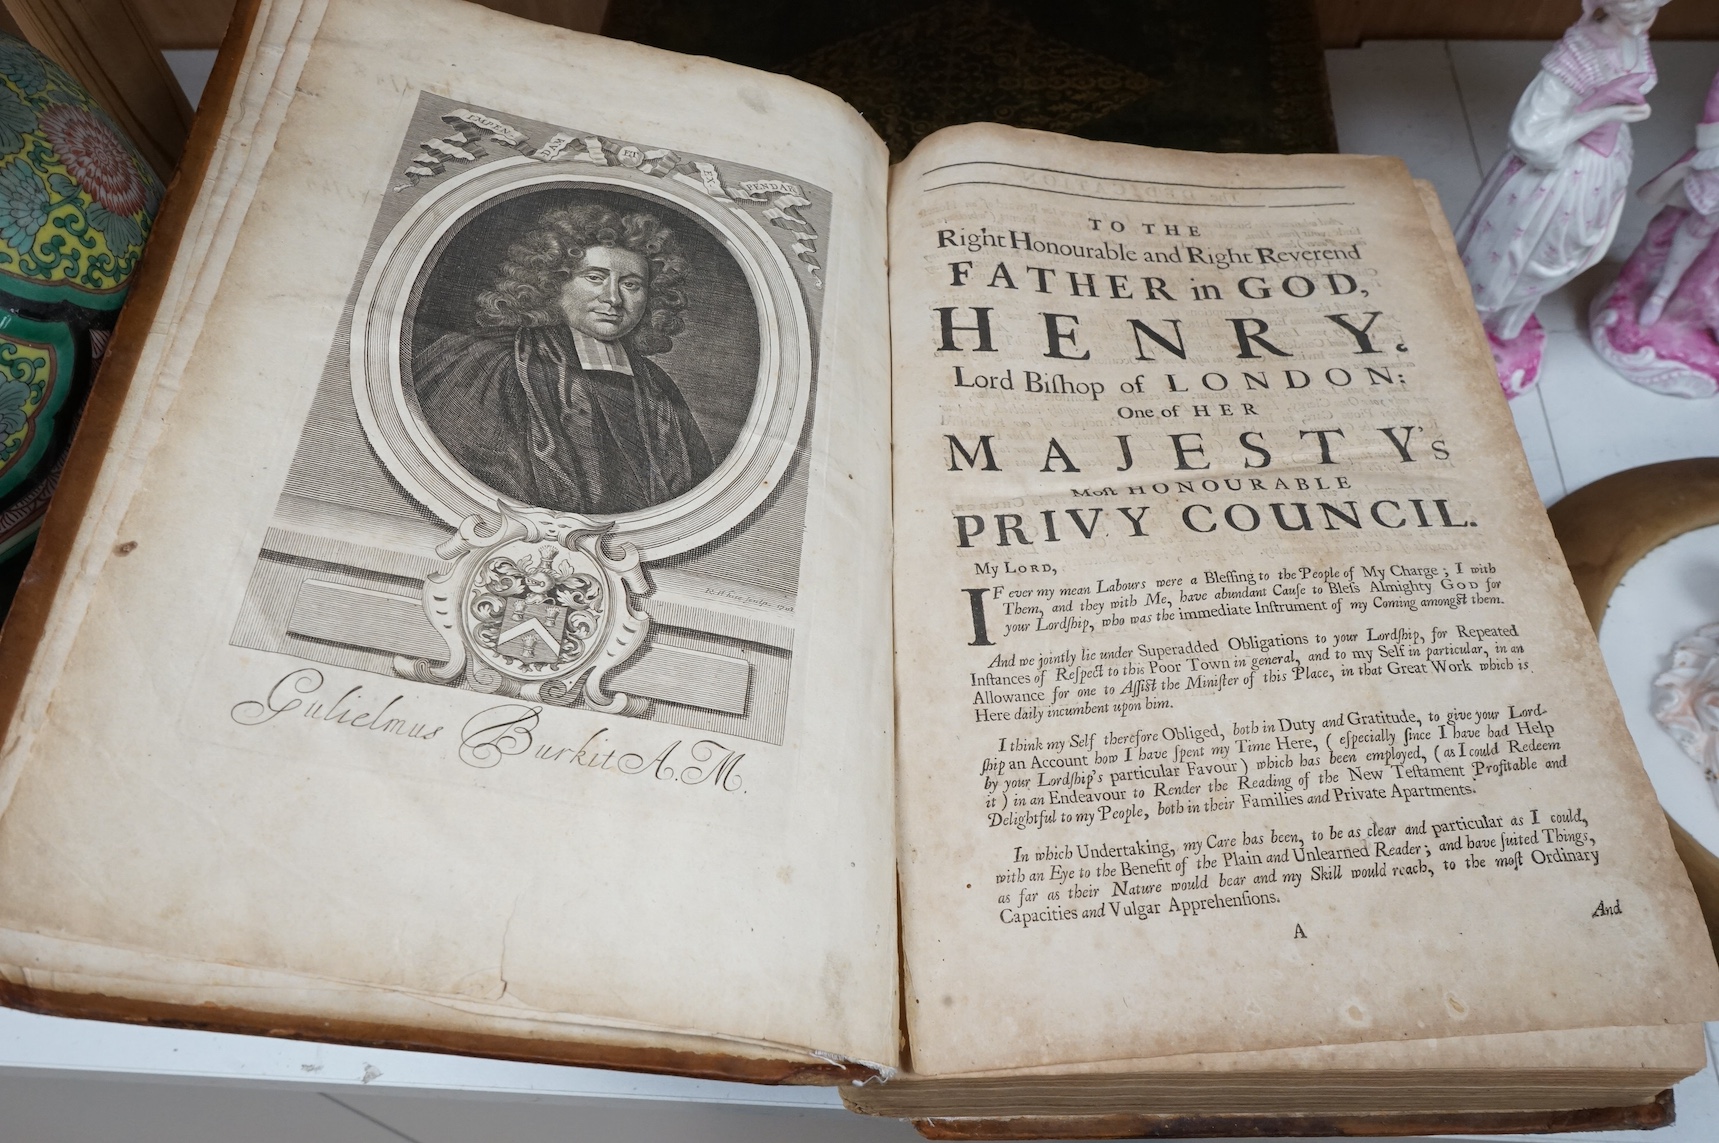 IMPEN-
DAM
ET
EX-
PENDAR
Gulielmus Burkit A.M.
TO THE
Right Honourable and Right Reverend
FATHER in GOD,
HENRY.
Lord Biſhop of LONDON:
One of HER
MAJESTY's
Moſt HONOURABLE
PRIVY COUNCIL.
My LORD,
IF ever my mean Labours were a Bleſſing to the People of My Charge; I with
Them, and they with Me, have abundant Cauſe to Bleſs Almighty GOD for
your Lordſhip, who was the immediate Inſtrument of my Coming amongſt them.
And we jointly lie under Superadded Obligations to your Lordſhip, for Repeated
Inſtances of Reſpect to this Poor Town in general, and to my Self in particular, in an
Allowance for one to Aſſiſt the Miniſter of this Place, in that Great Work which is
Here daily incumbent upon him.
I think my Self therefore Obliged, both in Duty and Gratitude, to give your Lord-
ſhip an Account how I have ſpent my Time Here, (eſpecially ſince I have had Help
by your Lordſhip's particular Favour) which has been employed, (as I could Redeem
it) in an Endeavour to Render the Reading of the New Teſtament Profitable and
Delightful to my People, both in their Families and Private Apartments.
In which Undertaking, my Care has been, to be as clear and particular as I could,
with an Eye to the Benefit of the Plain and Unlearned Reader; and have ſuited Things,
as far as their Nature would bear and my Skill would reach, to the moſt Ordinary
Capacities and Vulgar Apprehenſions.
A
And